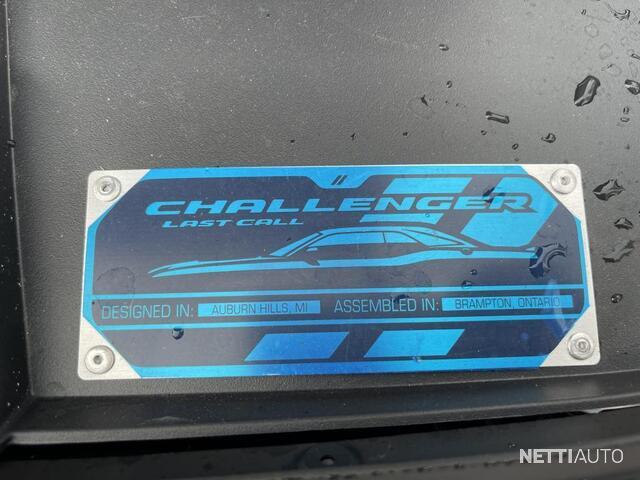 CHALLENGER
LAST CALL
DESIGNED IN: AUBURN HILLS, MI ASSEMBLED IN: BRAMPTON, ONTARIO
NETTIAUTO